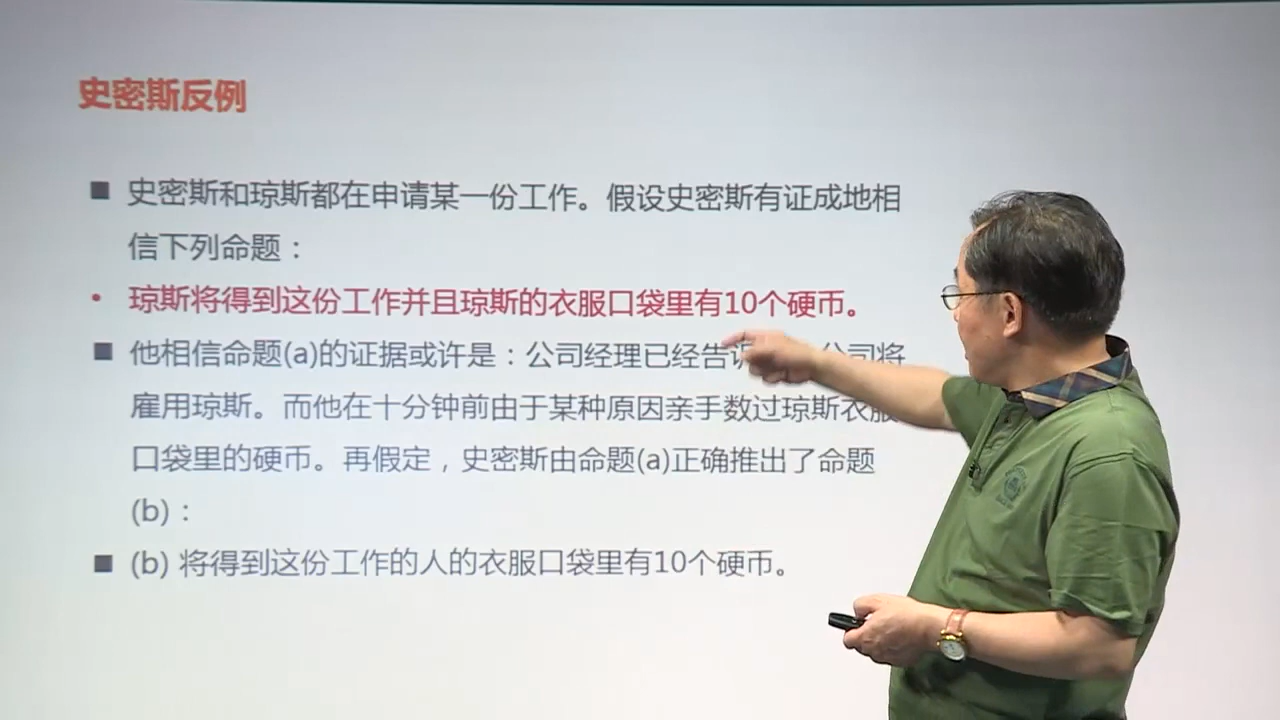 史密斯反例
■ 史密斯和琼斯都在申请某一份工作。假设史密斯有证成地相
信下列命题：
• 琼斯将得到这份工作并且琼斯的衣服口袋里有10个硬币。
■ 他相信命题(a)的证据或许是：公司经理已经告 公司将
雇用琼斯。而他在十分钟前由于某种原因亲手数过琼斯衣服
口袋里的硬币。再假定，史密斯由命题(a)正确推出了命题
(b)：
■ (b) 将得到这份工作的人的衣服口袋里有10个硬币。